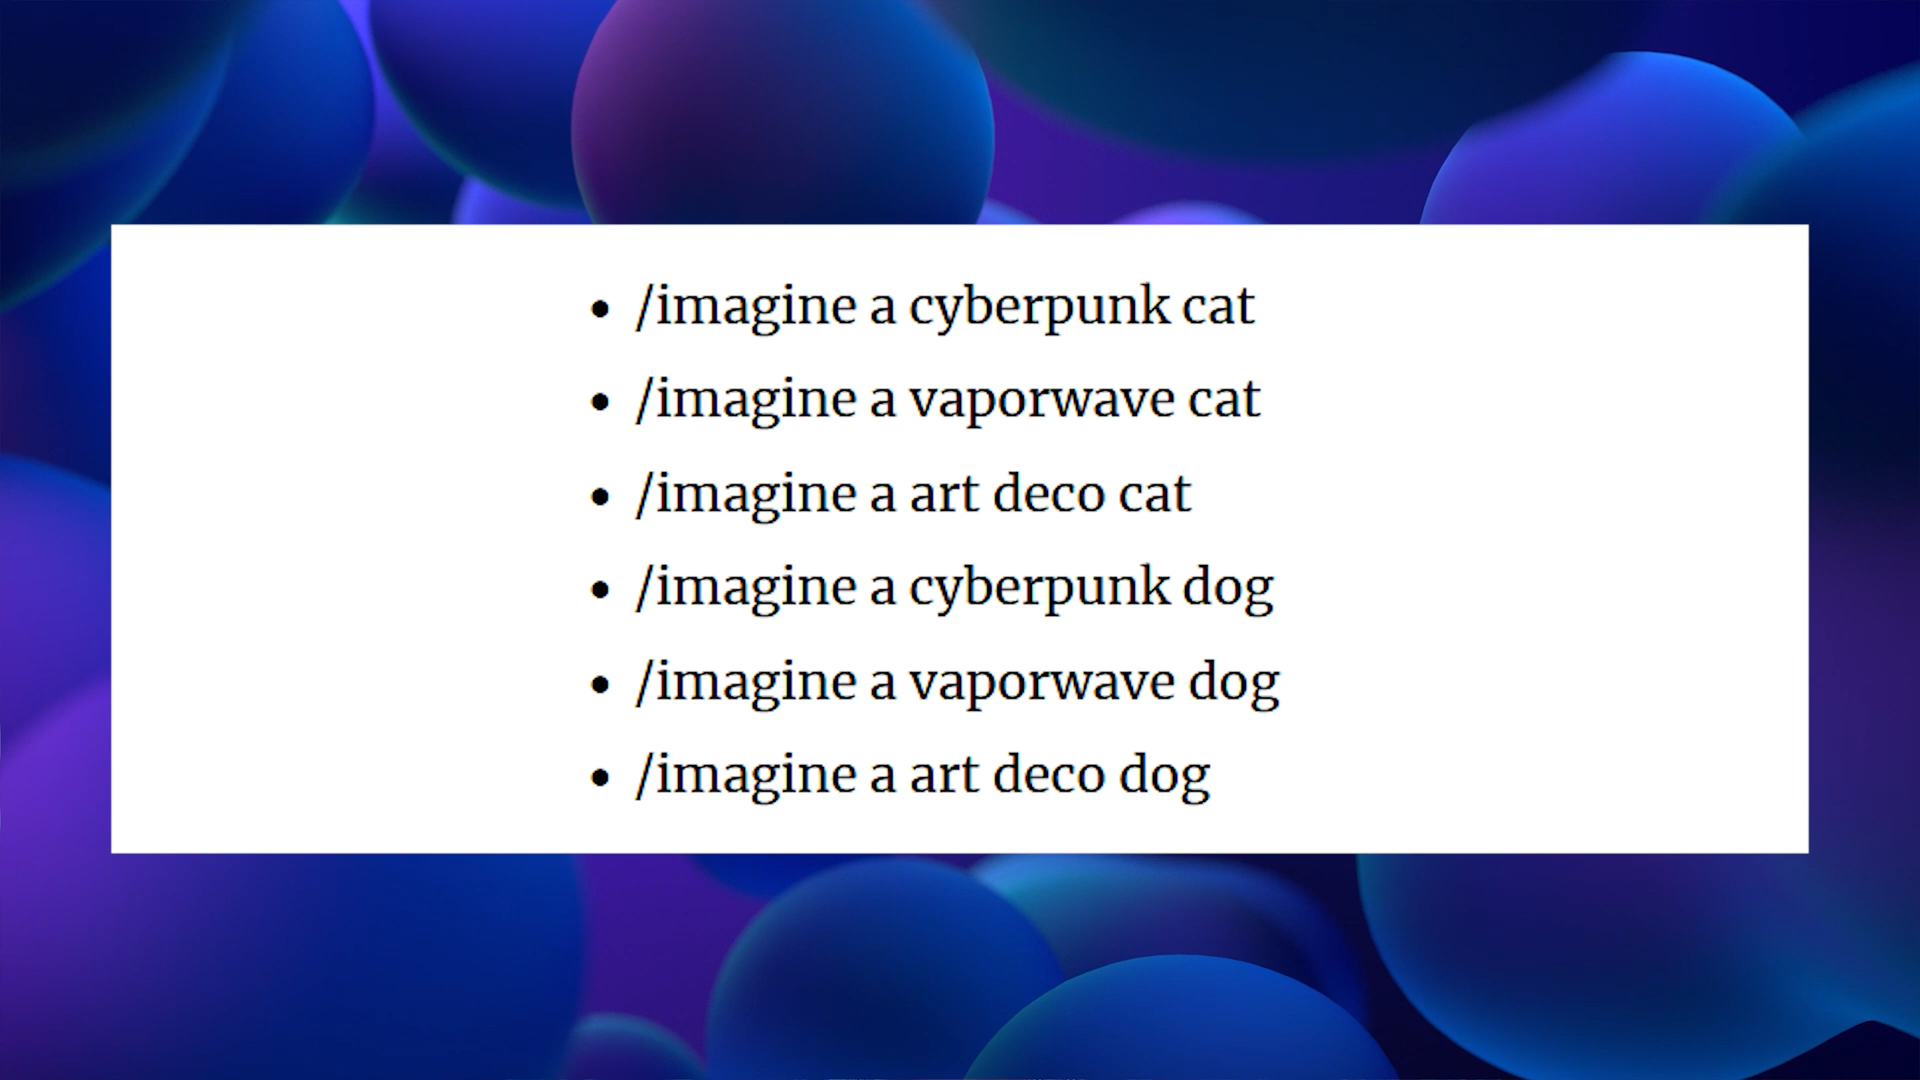 • /imagine a cyberpunk cat
• /imagine a vaporwave cat
• /imagine a art deco cat
• /imagine a cyberpunk dog
• /imagine a vaporwave dog
• /imagine a art deco dog